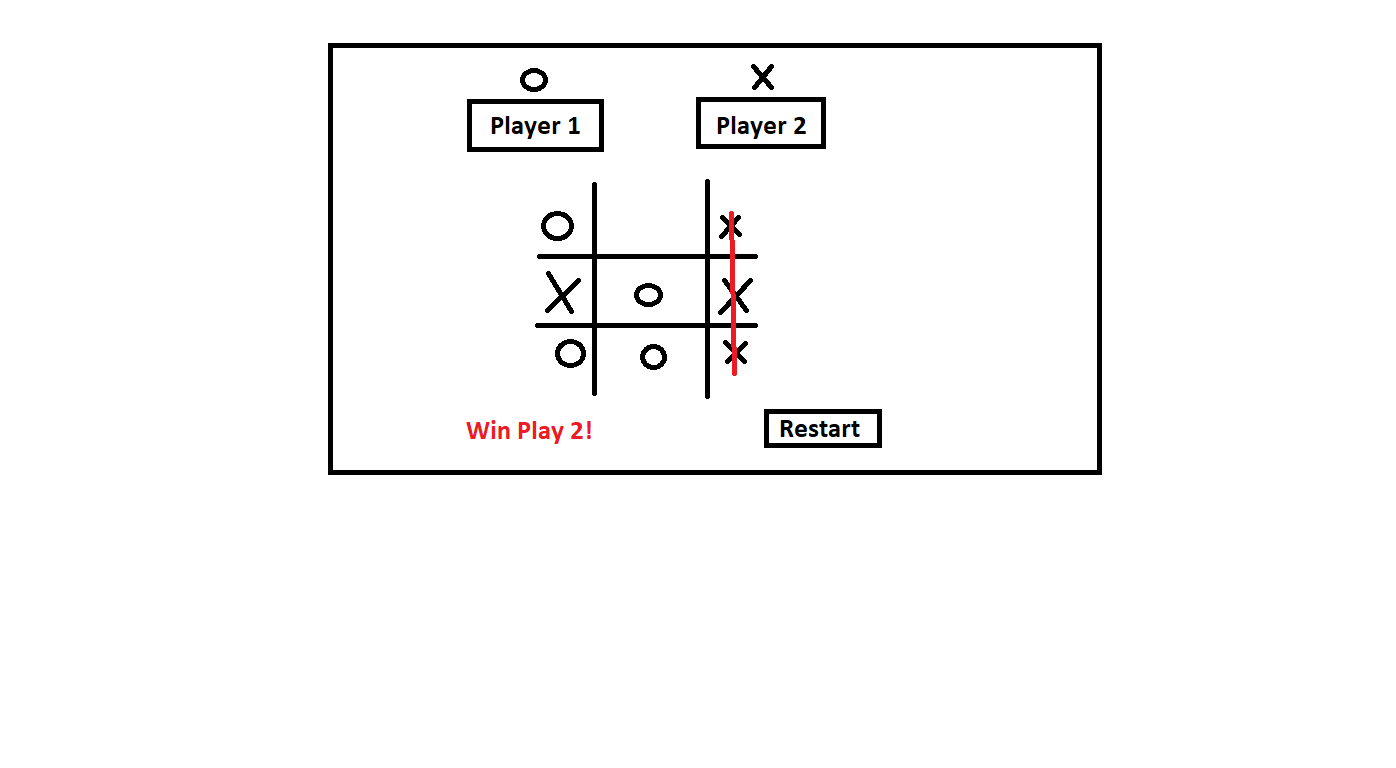 O X
Player 1 Player 2
O X
X O X
O O X
Win Play 2!
Restart